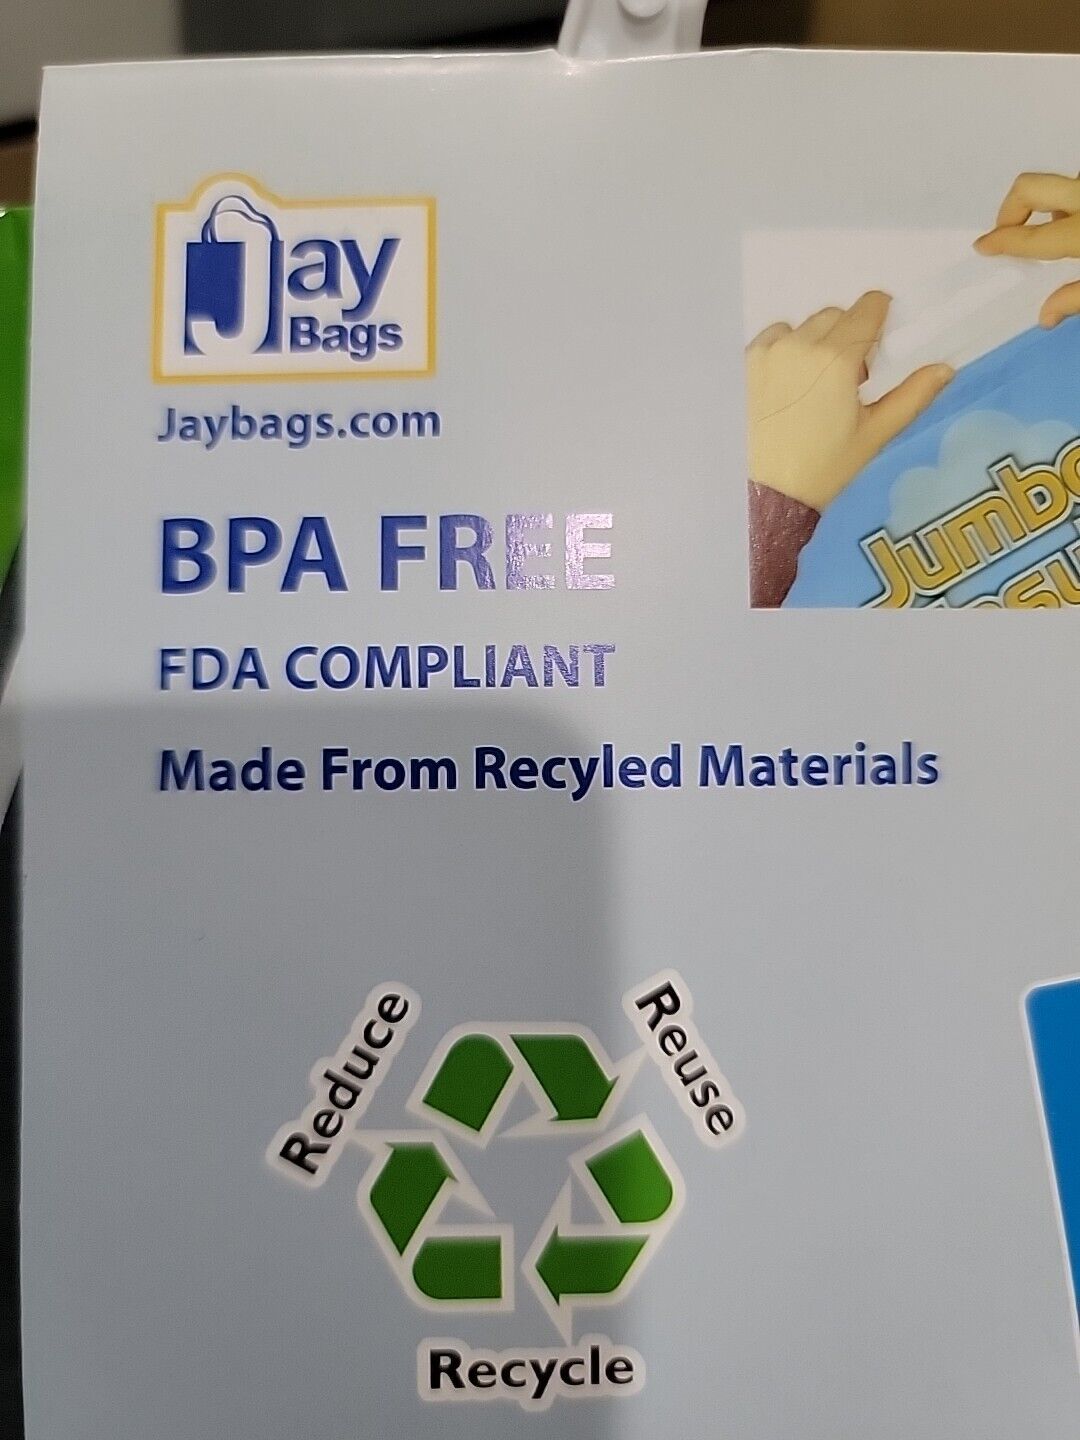 Jay
Bags
Jaybags.com
BPA FREE
FDA COMPLIANT
Made From Recyled Materials
Reduce
Reuse
Recycle